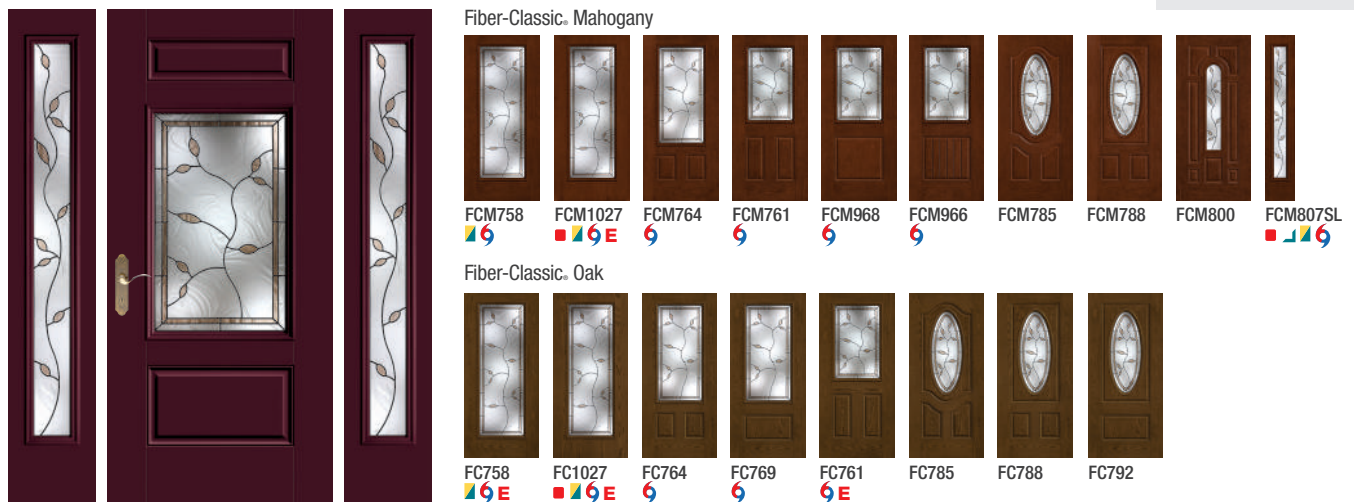 Fiber-Classic® Mahogany
FCM758 FCM1027 FCM764 FCM761 FCM968 FCM966 FCM785 FCM788 FCM800 FCM807SL
E
Fiber-Classic® Oak
FC758 FC1027 FC764 FC769 FC761 FC785 FC788 FC792
E E E